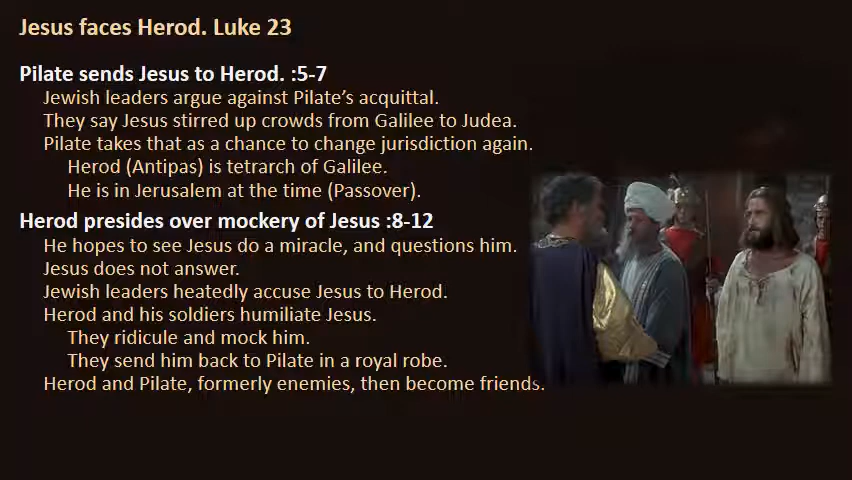 Jesus faces Herod. Luke 23
Pilate sends Jesus to Herod. :5-7
Jewish leaders argue against Pilate’s acquittal.
They say Jesus stirred up crowds from Galilee to Judea.
Pilate takes that as a chance to change jurisdiction again.
Herod (Antipas) is tetrarch of Galilee.
He is in Jerusalem at the time (Passover).
Herod presides over mockery of Jesus :8-12
He hopes to see Jesus do a miracle, and questions him.
Jesus does not answer.
Jewish leaders heatedly accuse Jesus to Herod.
Herod and his soldiers humiliate Jesus.
They ridicule and mock him.
They send him back to Pilate in a royal robe.
Herod and Pilate, formerly enemies, then become friends.